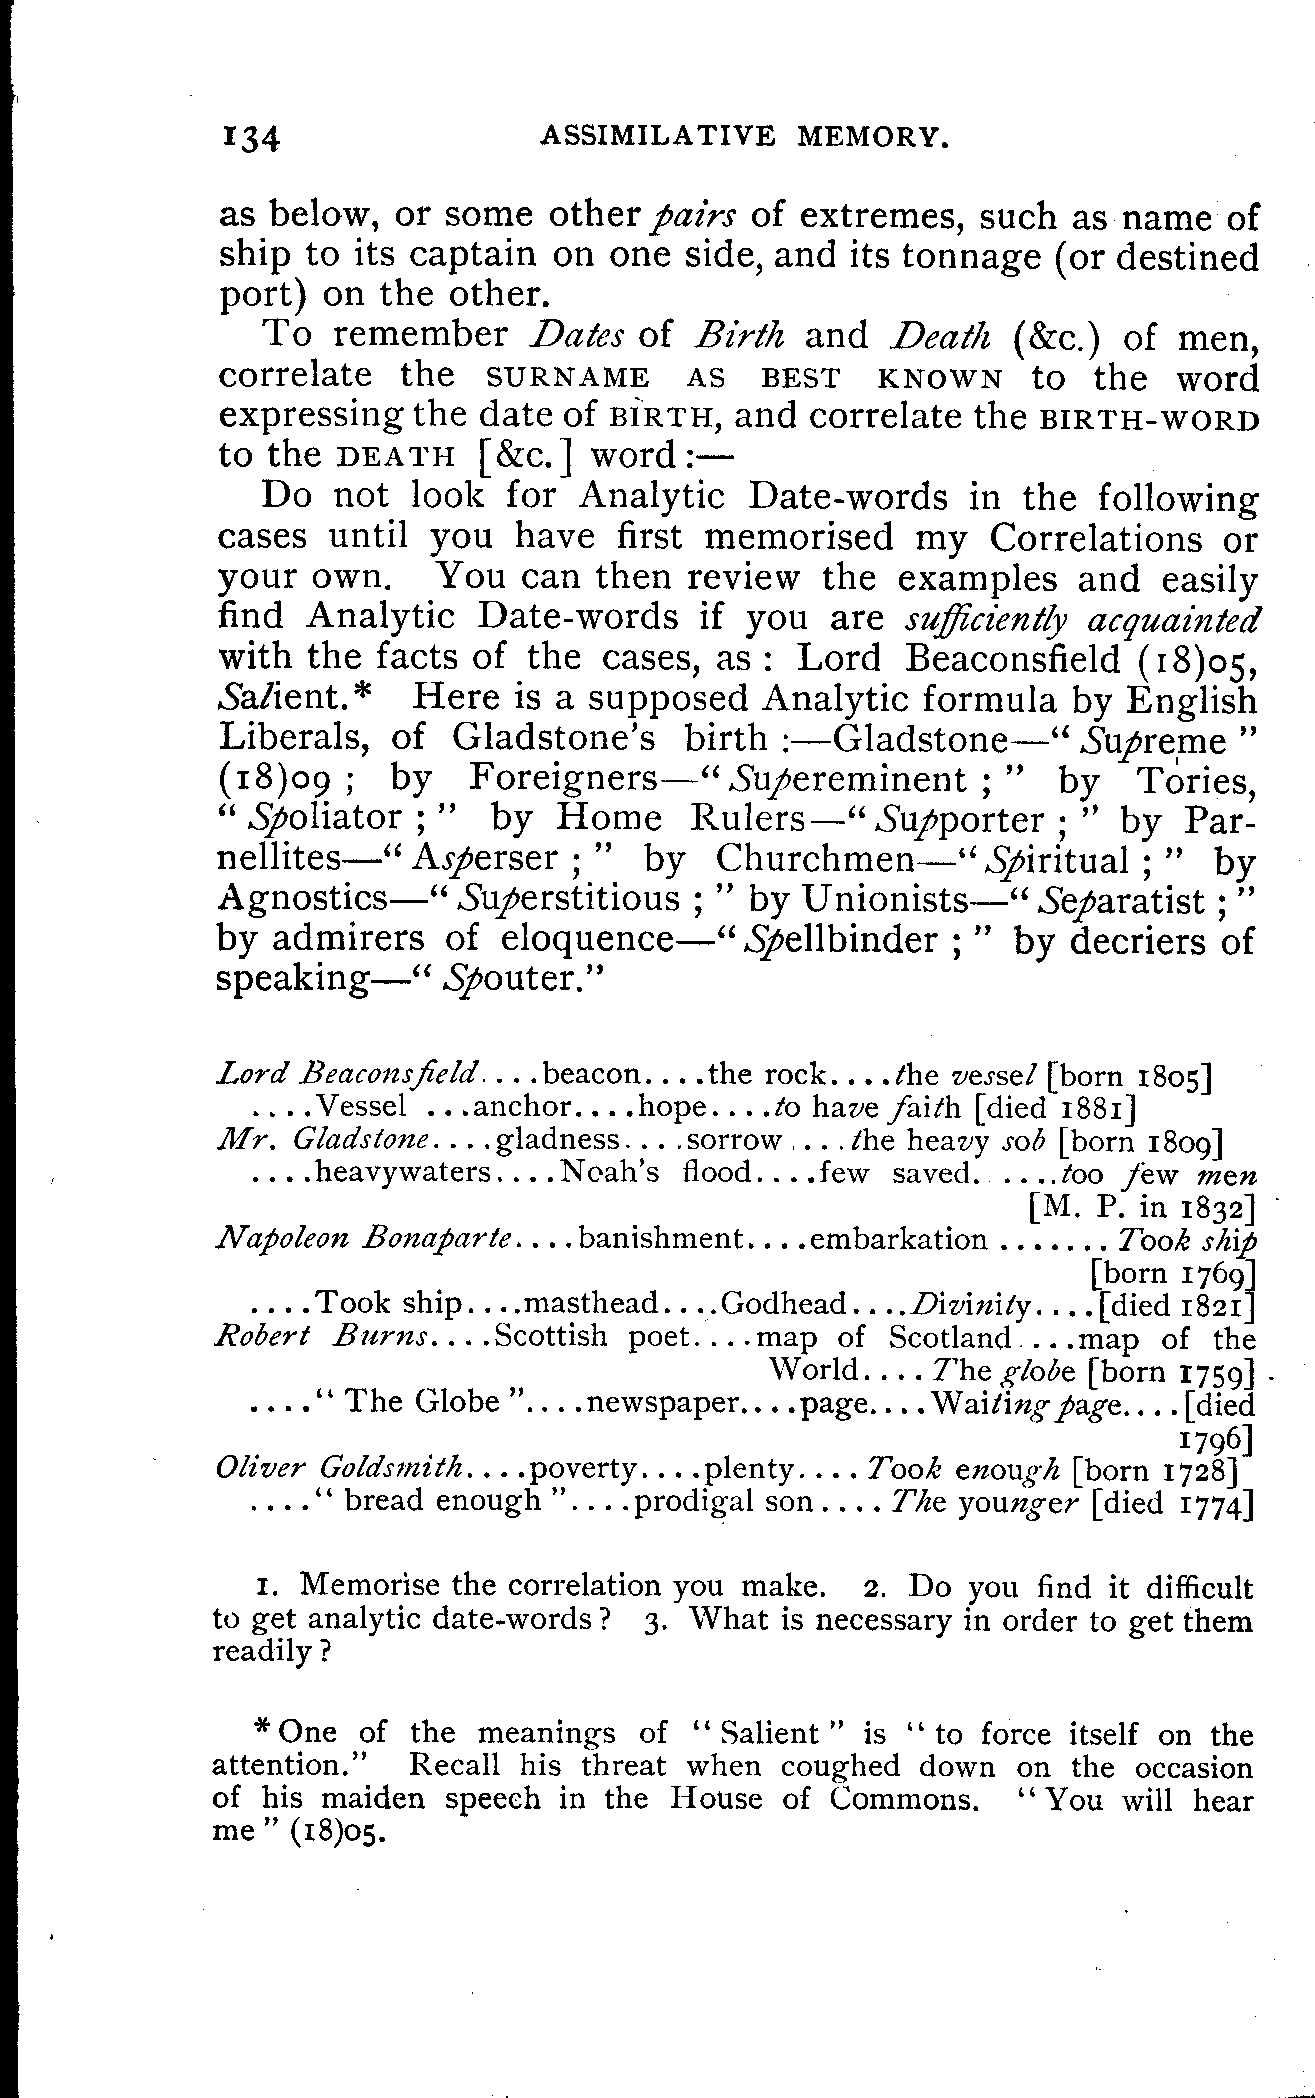 134 ASSIMILATIVE MEMORY.
as below, or some other pairs of extremes, such as name of
ship to its captain on one side, and its tonnage (or destined
port) on the other.
To remember Dates of Birth and Death (&c.) of men,
correlate the SURNAME AS BEST KNOWN to the word
expressing the date of BIRTH, and correlate the BIRTH-WORD
to the DEATH [&c.] word :—
Do not look for Analytic Date-words in the following
cases until you have first memorised my Correlations or
your own. You can then review the examples and easily
find Analytic Date-words if you are sufficiently acquainted
with the facts of the cases, as : Lord Beaconsfield (18)05,
Salient.* Here is a supposed Analytic formula by English
Liberals, of Gladstone's birth :—Gladstone—“ Supreme ”
(18)09 ; by Foreigners—“ Supereminent ; ” by Tories,
“ Spoliator ; ” by Home Rulers—“ Supporter ; ” by Par-
nellites—“ Asperser ; ” by Churchmen—“ Spiritual ; ” by
Agnostics—“ Superstitious ; ” by Unionists—“ Separatist ; ”
by admirers of eloquence—“ Spellbinder ; ” by decriers of
speaking—“ Spouter.”
Lord Beaconsfield....beacon....the rock....the vessel [born 1805]
....Vessel ...anchor....hope....to have faith [died 1881]
Mr. Gladstone....gladness....sorrow....the heavy sob [born 1809]
....heavywaters....Noah's flood....few saved. ....too few men
[M. P. in 1832]
Napoleon Bonaparte....banishment....embarkation .......Took ship
[born 1769]
....Took ship....masthead....Godhead....Divinity....[died 1821]
Robert Burns....Scottish poet....map of Scotland....map of the
World....The globe [born 1759]
....“ The Globe ”....newspaper....page....Waiting page....[died
1796]
Oliver Goldsmith....poverty....plenty....Took enough [born 1728]
....“ bread enough ”....prodigal son....The younger [died 1774]
1. Memorise the correlation you make. 2. Do you find it difficult
to get analytic date-words ? 3. What is necessary in order to get them
readily ?
* One of the meanings of “ Salient ” is “ to force itself on the
attention.” Recall his threat when coughed down on the occasion
of his maiden speech in the House of Commons. “ You will hear
me ” (18)05.